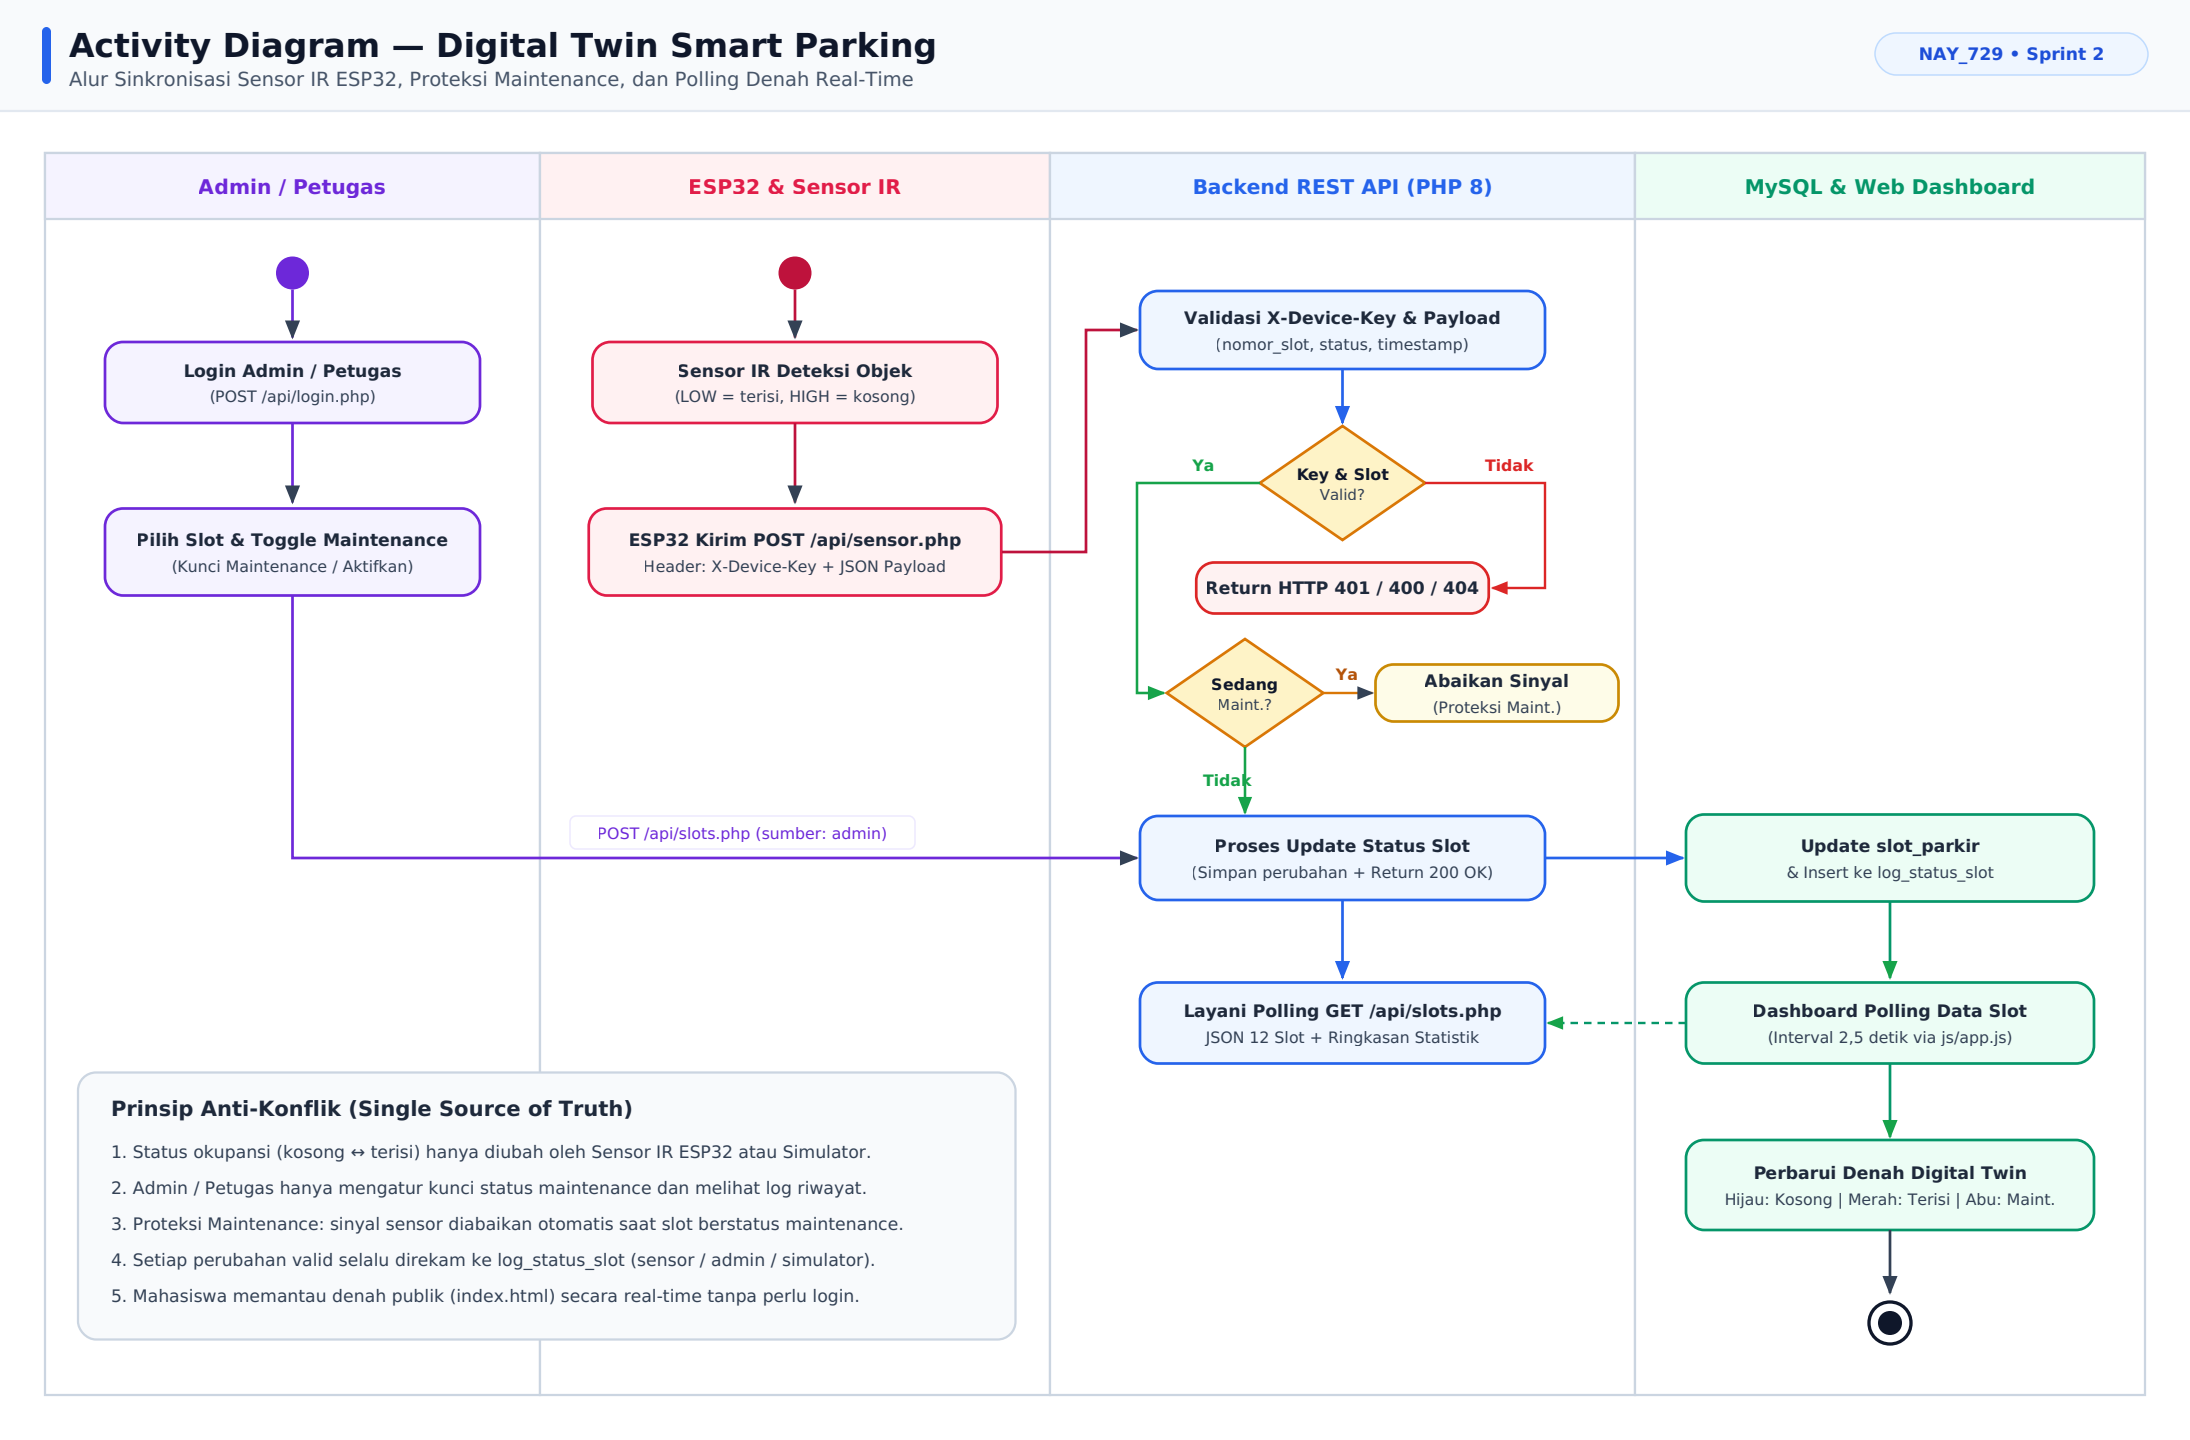 Activity Diagram — Digital Twin Smart Parking
Alur Sinkronisasi Sensor IR ESP32, Proteksi Maintenance, dan Polling Denah Real-Time
NAY_729 • Sprint 2
Admin / Petugas
ESP32 & Sensor IR
Backend REST API (PHP 8)
MySQL & Web Dashboard
Login Admin / Petugas
(POST /api/login.php)
Pilih Slot & Toggle Maintenance
(Kunci Maintenance / Aktifkan)
Sensor IR Deteksi Objek
(LOW = terisi, HIGH = kosong)
ESP32 Kirim POST /api/sensor.php
Header: X-Device-Key + JSON Payload
Validasi X-Device-Key & Payload
(nomor_slot, status, timestamp)
Ya
Key & Slot
Valid?
Tidak
Return HTTP 401 / 400 / 404
Sedang
Maint.?
Ya
Abaikan Sinyal
(Proteksi Maint.)
Tidak
POST /api/slots.php (sumber: admin)
Proses Update Status Slot
(Simpan perubahan + Return 200 OK)
Update slot_parkir
& Insert ke log_status_slot
Layani Polling GET /api/slots.php
JSON 12 Slot + Ringkasan Statistik
Dashboard Polling Data Slot
(Interval 2,5 detik via js/app.js)
Perbarui Denah Digital Twin
Hijau: Kosong | Merah: Terisi | Abu: Maint.
Prinsip Anti-Konflik (Single Source of Truth)
1. Status okupansi (kosong ↔ terisi) hanya diubah oleh Sensor IR ESP32 atau Simulator.
2. Admin / Petugas hanya mengatur kunci status maintenance dan melihat log riwayat.
3. Proteksi Maintenance: sinyal sensor diabaikan otomatis saat slot berstatus maintenance.
4. Setiap perubahan valid selalu direkam ke log_status_slot (sensor / admin / simulator).
5. Mahasiswa memantau denah publik (index.html) secara real-time tanpa perlu login.